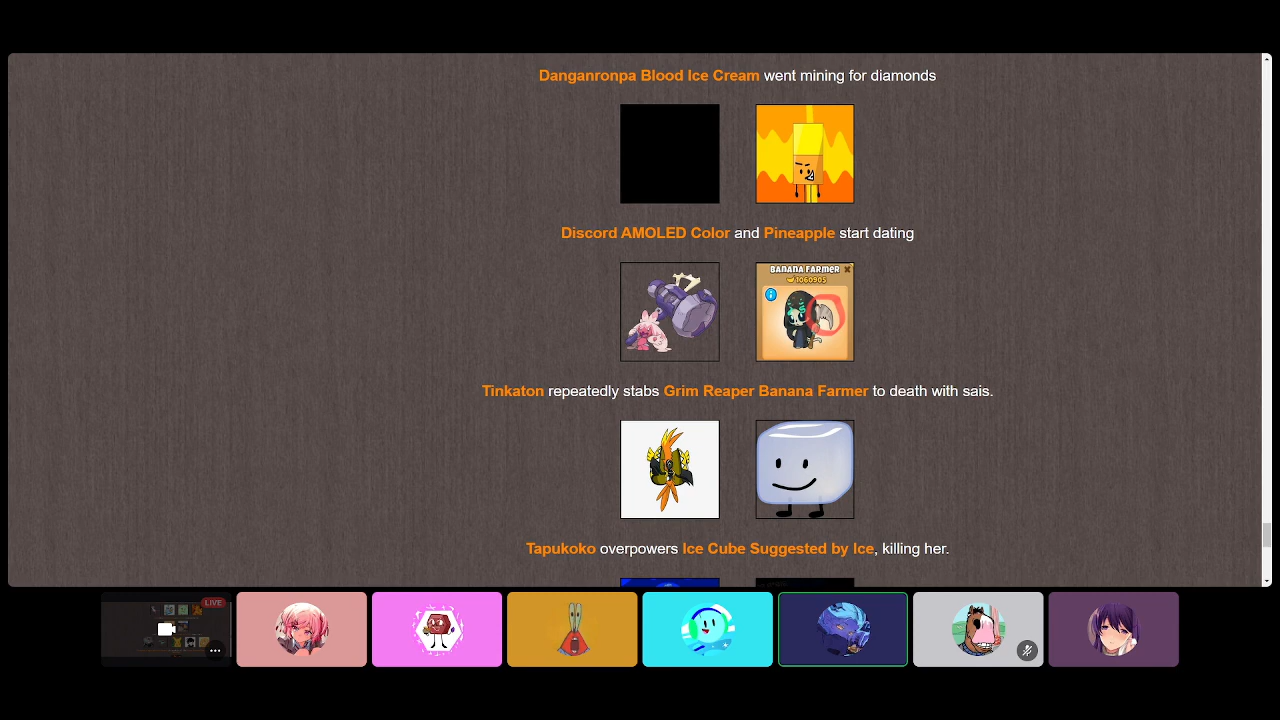 Danganronpa Blood Ice Cream went mining for diamonds
Discord AMOLED Color and Pineapple start dating
BANANA FARMER
1060905
Tinkaton repeatedly stabs Grim Reaper Banana Farmer to death with sais.
Tapukoko overpowers Ice Cube Suggested by Ice, killing her.
LIVE